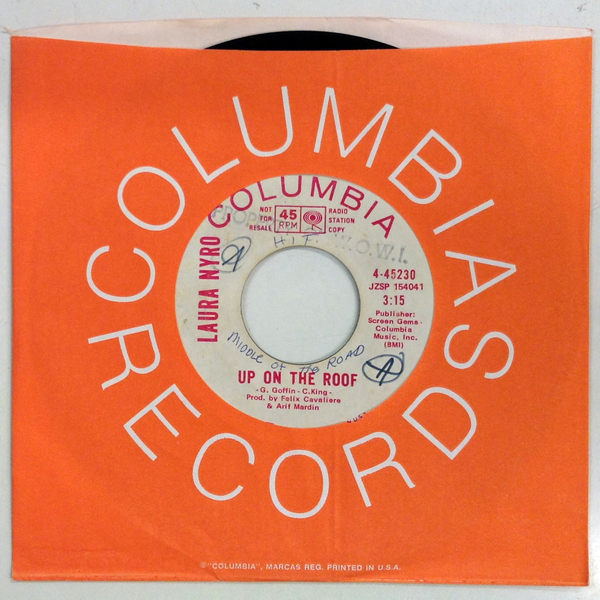 COLUMBIA RECORDS
COLUMBIA
NOT FOR RESALE
45 RPM
RADIO STATION COPY
W.O.W.I.
LAURA NYRO
4-45230
JZSP 154041
3:15
Publisher:
Screen Gems-
Columbia
Music, Inc.
(BMI)
MIDDLE OF the ROAD
A
UP ON THE ROOF
-G. Goffin - C. King-
Prod. by Felix Cavaliere
& Arif Mardin
©"COLUMBIA", MARCAS REG. PRINTED IN U.S.A.